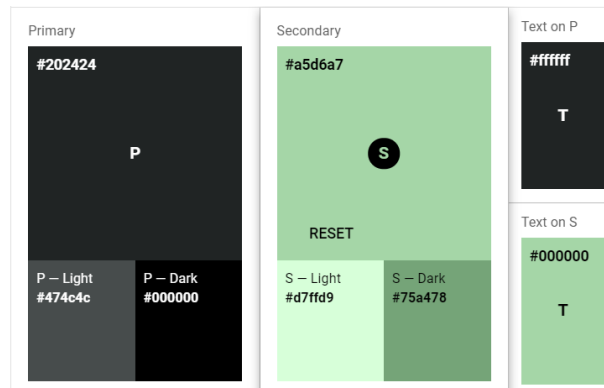 Primary
#202424
P
P — Light
#474c4c
P — Dark
#000000
Secondary
#a5d6a7
S
RESET
S — Light
#d7ffd9
S — Dark
#75a478
Text on P
#ffffff
T
Text on S
#000000
T